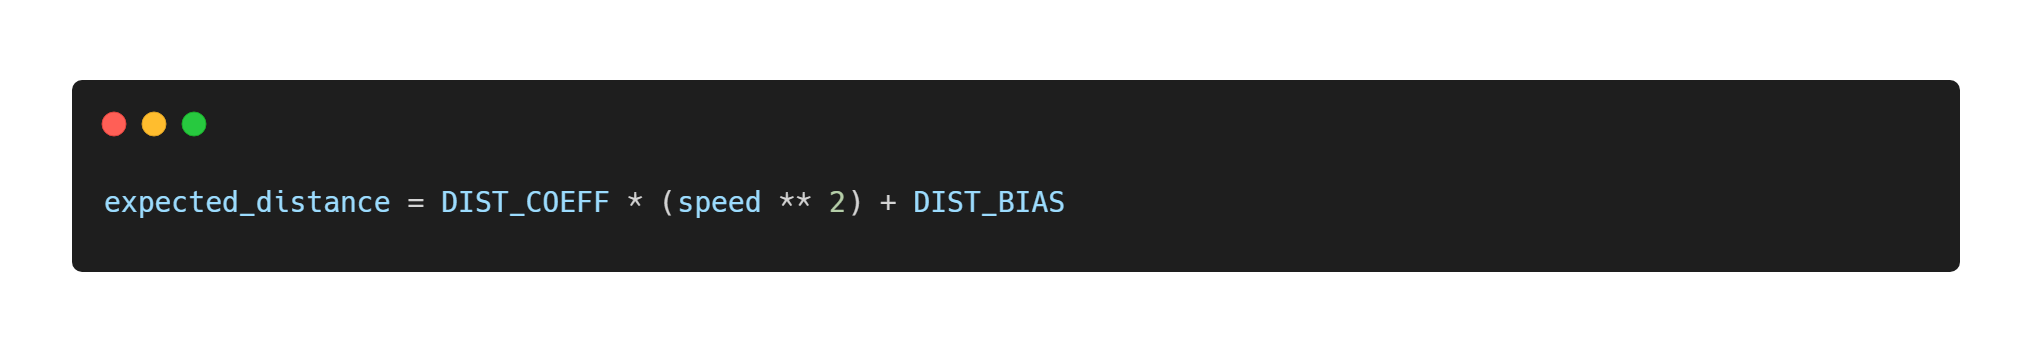 expected_distance = DIST_COEFF * (speed ** 2) + DIST_BIAS